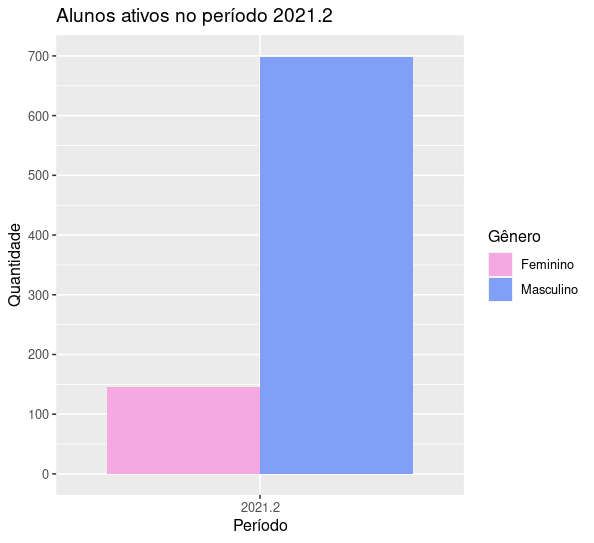 Alunos ativos no período 2021.2
Quantidade
700
600
500
400
300
200
100
0
2021.2
Período
Gênero
Feminino
Masculino